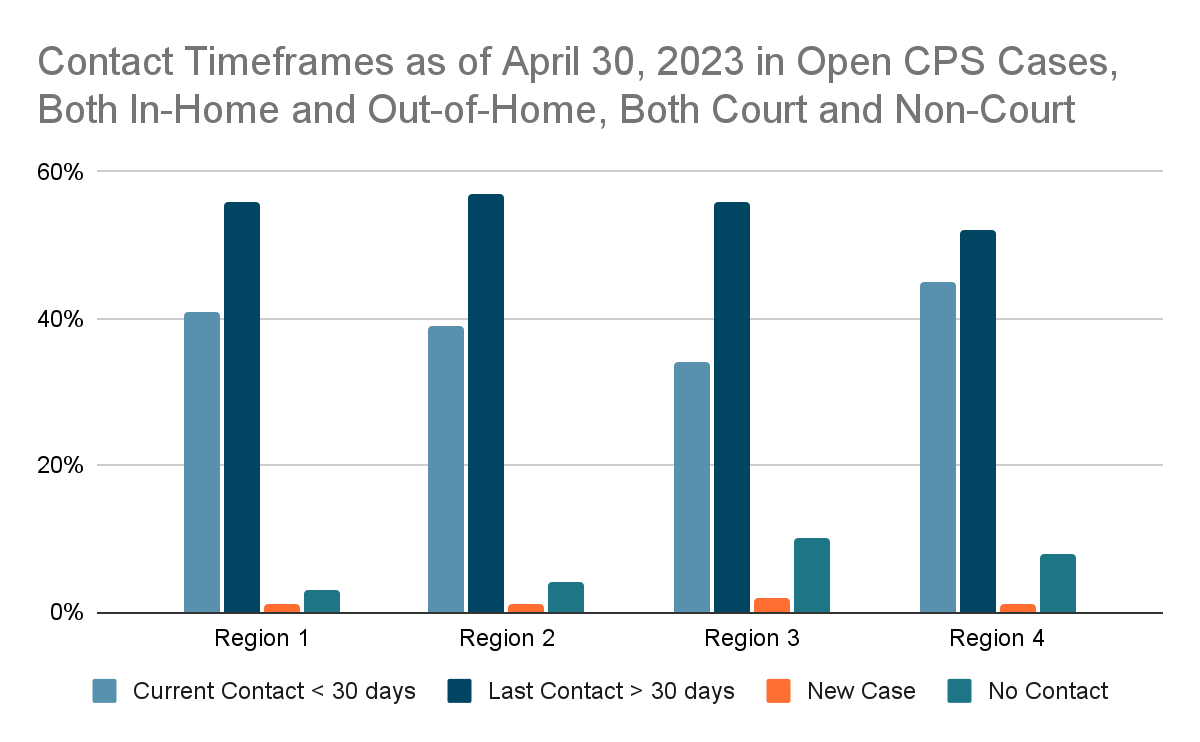 Contact Timeframes as of April 30, 2023 in Open CPS Cases,
Both In-Home and Out-of-Home, Both Court and Non-Court
60%
40%
20%
0%
Region 1
Region 2
Region 3
Region 4
Current Contact < 30 days
Last Contact > 30 days
New Case
No Contact